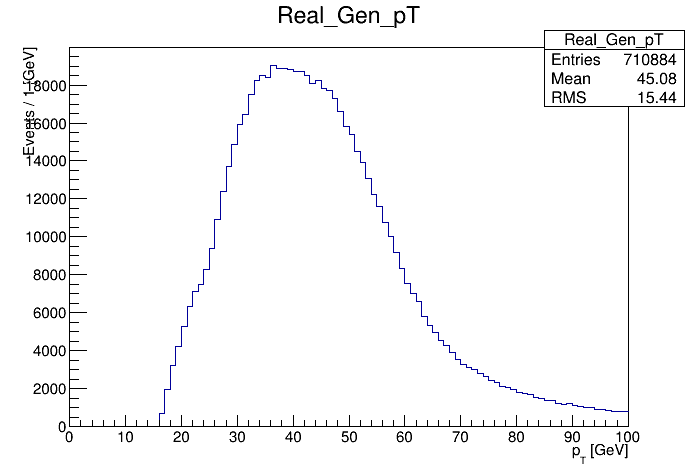 Real_Gen_pT
Real_Gen_pT
Entries 710884
Mean 45.08
RMS 15.44
Events / 1 [GeV]
18000
16000
14000
12000
10000
8000
6000
4000
2000
0
0 10 20 30 40 50 60 70 80 90 100
p_T [GeV]